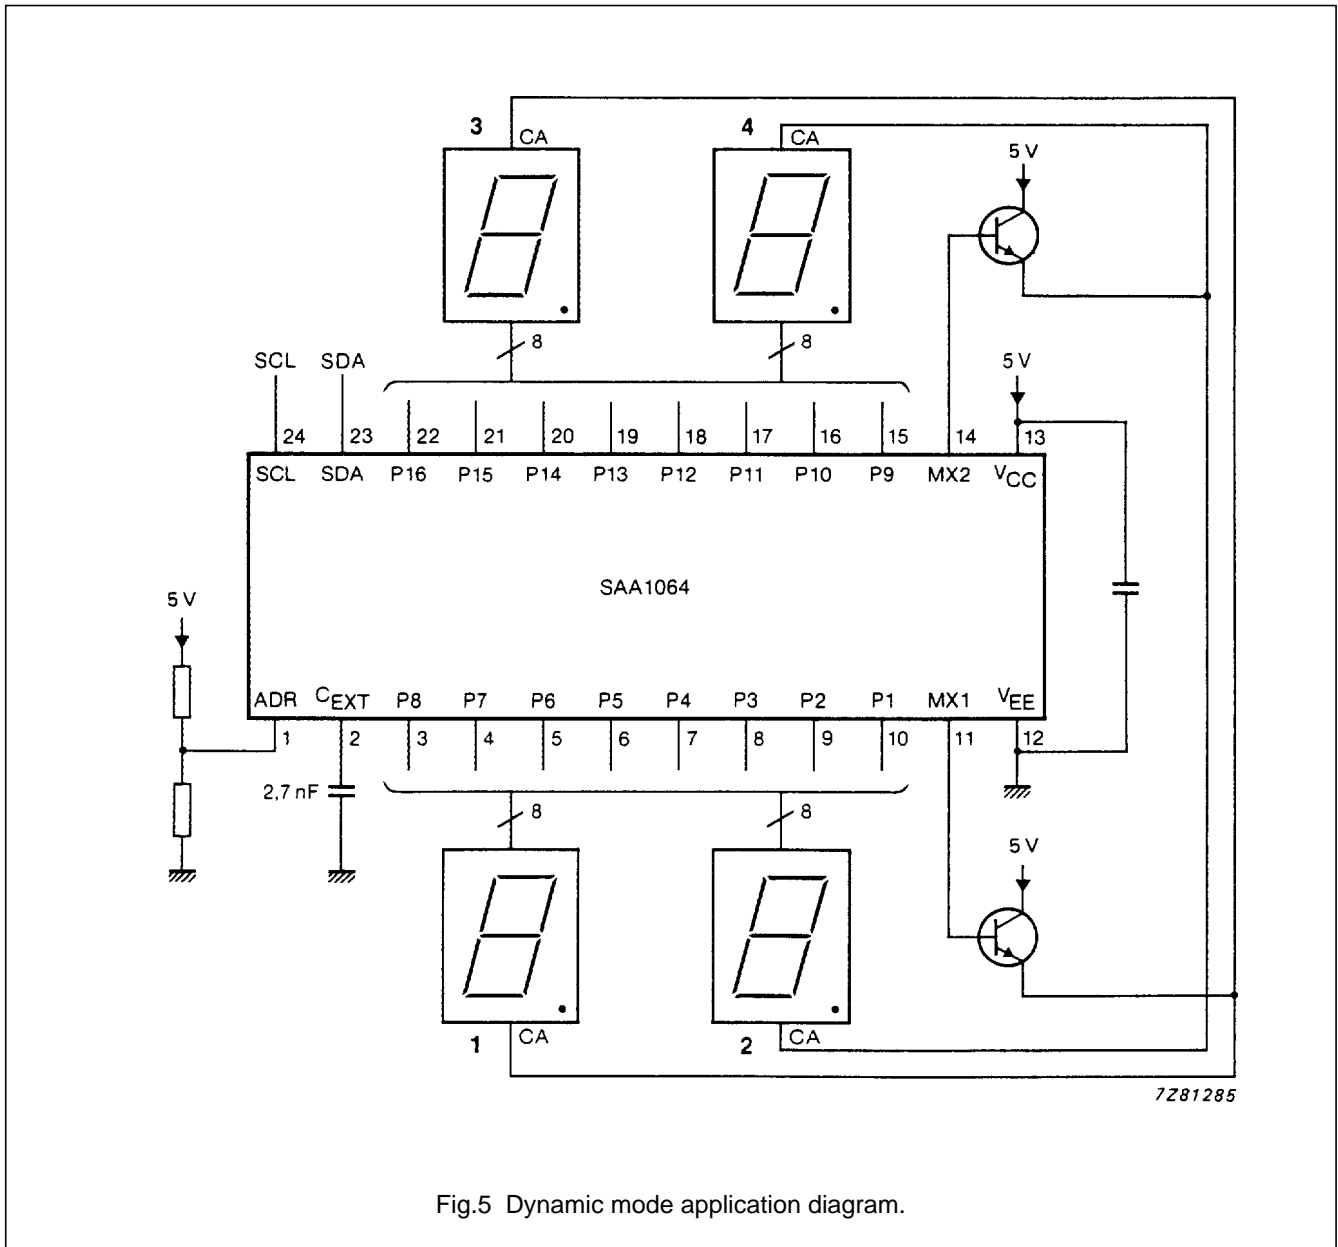 3 CA 4 CA
5 V
8 8
SCL SDA 5 V
24 23 22 21 20 19 18 17 16 15 14 13
SCL SDA P16 P15 P14 P13 P12 P11 P10 P9 MX2 VCC
SAA1064
5 V
ADR CEXT P8 P7 P6 P5 P4 P3 P2 P1 MX1 VEE
1 2 3 4 5 6 7 8 9 10 11 12
2,7 nF
8 8
5 V
1 CA 2 CA
7Z81285
Fig.5 Dynamic mode application diagram.